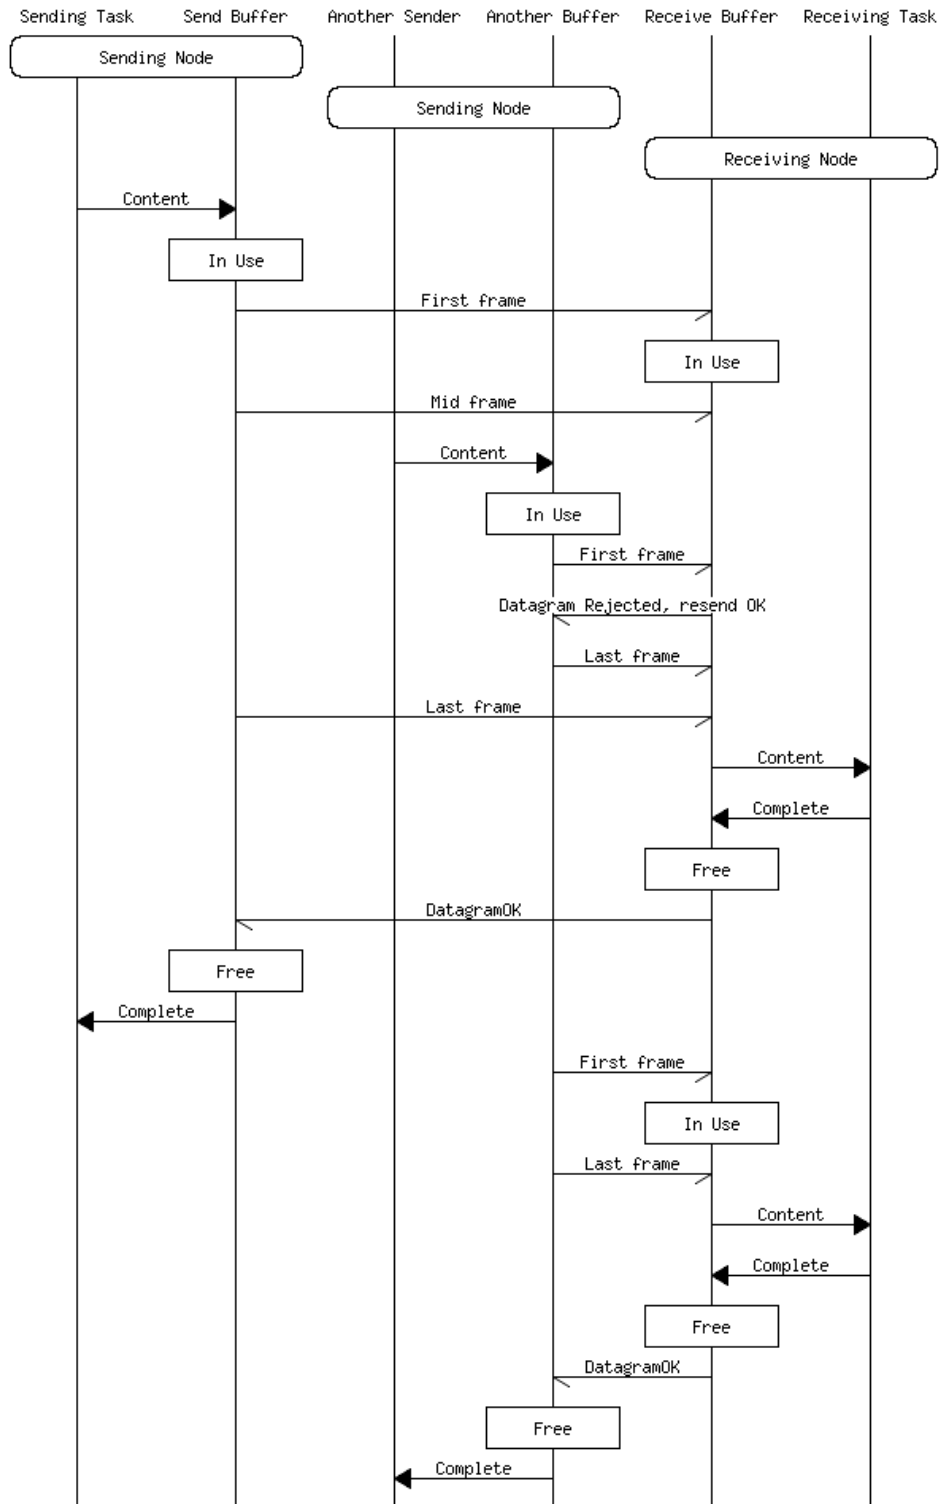 Sending Task Send Buffer Another Sender Another Buffer Receive Buffer Receiving Task
Sending Node
Sending Node
Receiving Node
Content
In Use
First frame
In Use
Mid frame
Content
In Use
First frame
Datagram Rejected, resend OK
Last frame
Last frame
Content
Complete
Free
DatagramOK
Free
Complete
First frame
In Use
Last frame
Content
Complete
Free
DatagramOK
Free
Complete